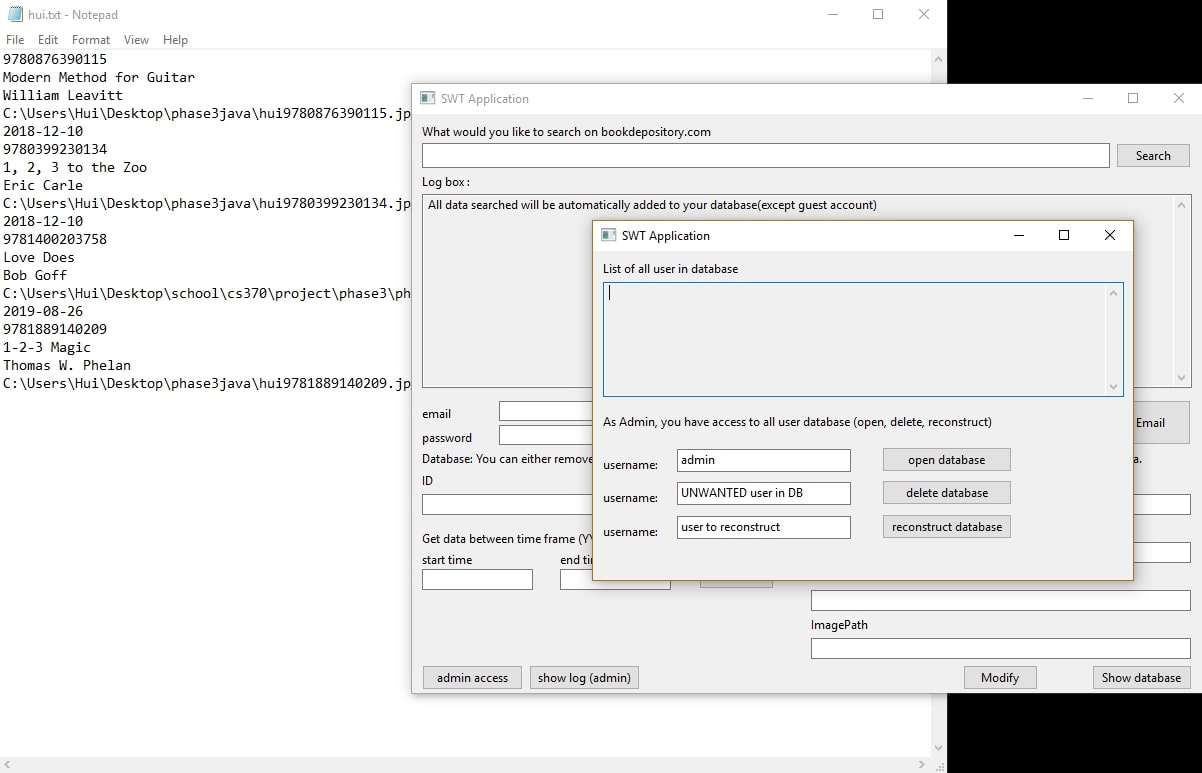 hui.txt - Notepad
File Edit Format View Help
9780876390115
Modern Method for Guitar
William Leavitt
C:\Users\Hui\Desktop\phase3java\hui9780876390115.jp
2018-12-10
9780399230134
1, 2, 3 to the Zoo
Eric Carle
C:\Users\Hui\Desktop\phase3java\hui9780399230134.jp
2018-12-10
9781400203758
Love Does
Bob Goff
C:\Users\Hui\Desktop\school\cs370\project\phase3\ph
2019-08-26
9781889140209
1-2-3 Magic
Thomas W. Phelan
C:\Users\Hui\Desktop\phase3java\hui9781889140209.jp
SWT Application
What would you like to search on bookdepository.com
Search
Log box :
All data searched will be automatically added to your database(except guest account)
SWT Application
List of all user in database
As Admin, you have access to all user database (open, delete, reconstruct)
username: admin open database
username: UNWANTED user in DB delete database
username: user to reconstruct reconstruct database
email
Email
password
Database: You can either remove
a.
ID
Get data between time frame (YY
start time end ti
ImagePath
admin access show log (admin) Modify Show database